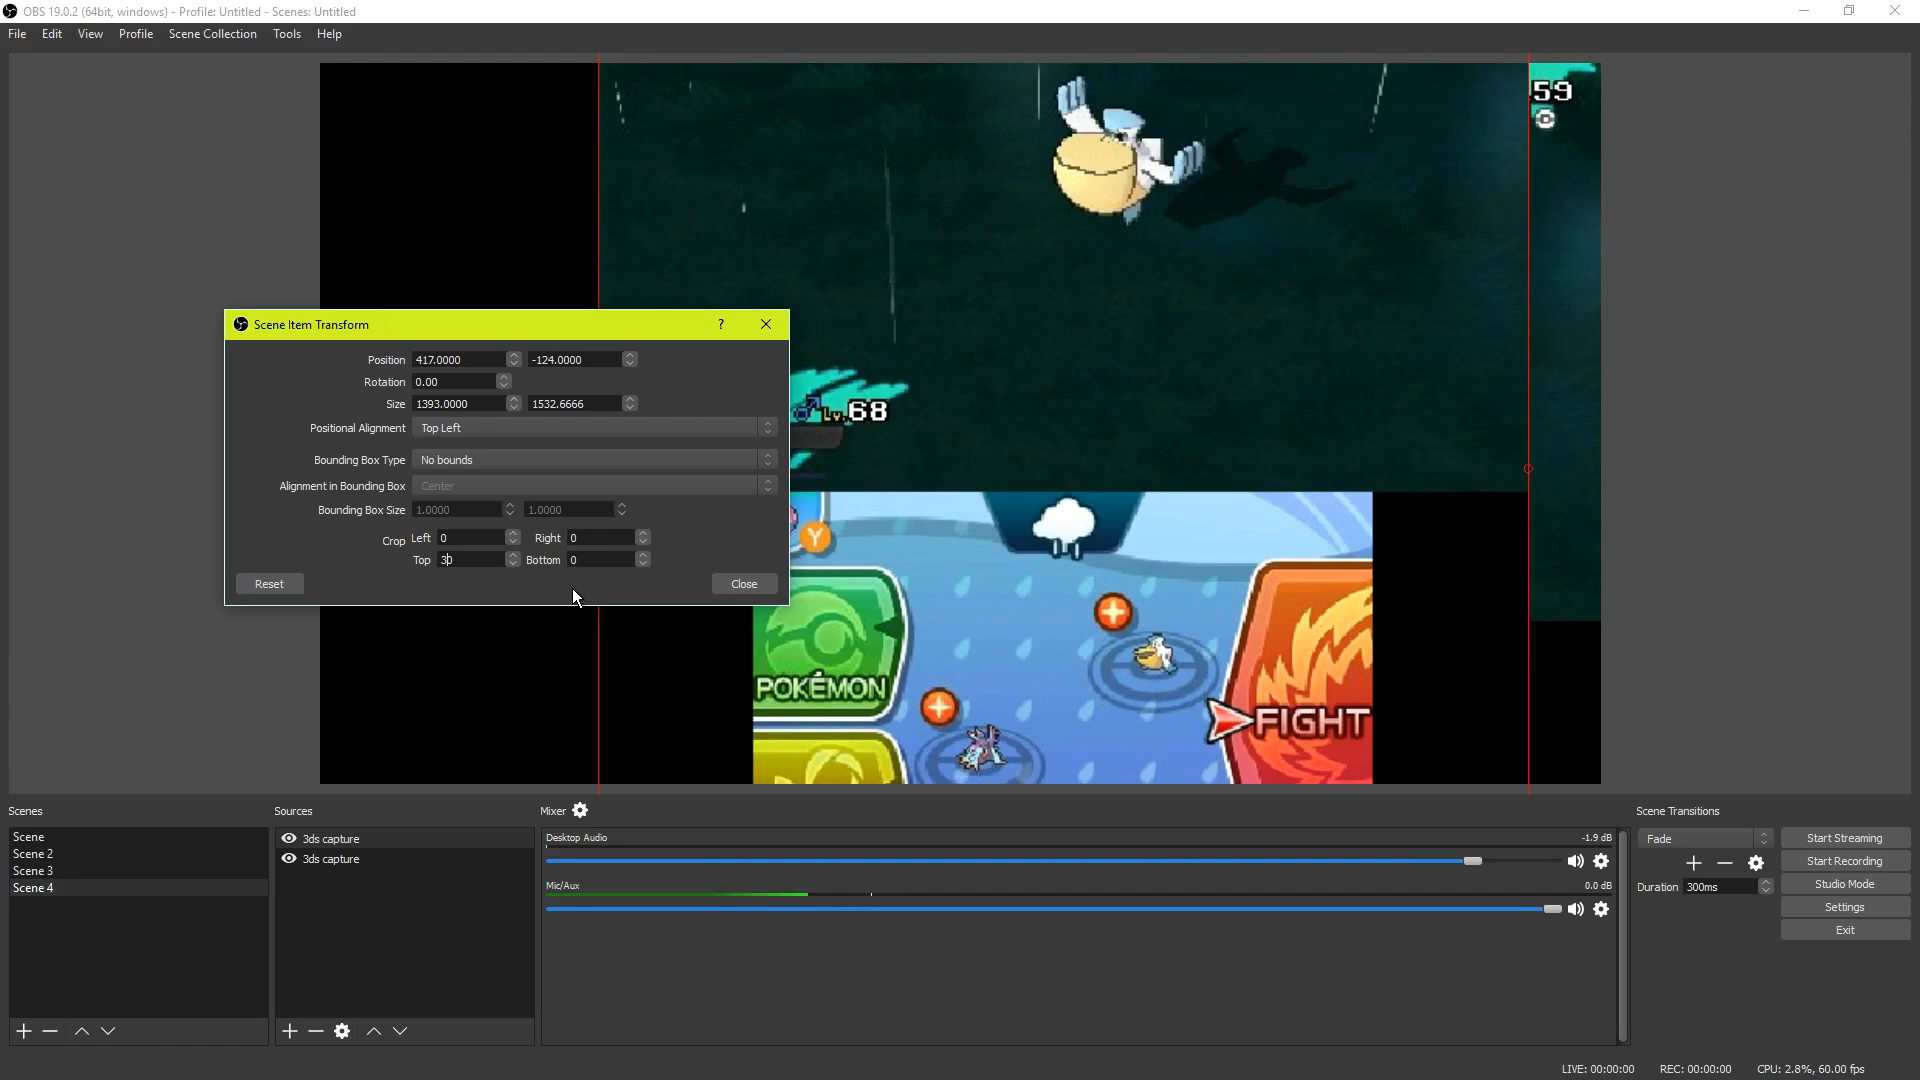 OBS 19.0.2 (64bit, windows) - Profile: Untitled - Scenes: Untitled
File Edit View Profile Scene Collection Tools Help
59
Scene Item Transform ?
Position 417.0000 -124.0000
Rotation 0.00
Size 1393.0000 1532.6666
Positional Alignment Top Left
Lv.68
Bounding Box Type No bounds
Alignment in Bounding Box Center
Bounding Box Size 1.0000 1.0000
Crop Left 0 Right 0
Top 30 Bottom 0
Reset Close
Y
POKÉMON
FIGHT
Scenes Sources Mixer Scene Transitions
Scene
Scene 2
Scene 3
Scene 4
3ds capture
3ds capture
Desktop Audio -1.9 dB
Mic/Aux 0.0 dB
Fade
Duration 300ms
Start Streaming
Start Recording
Studio Mode
Settings
Exit
LIVE: 00:00:00 REC: 00:00:00 CPU: 2.8%, 60.00 fps